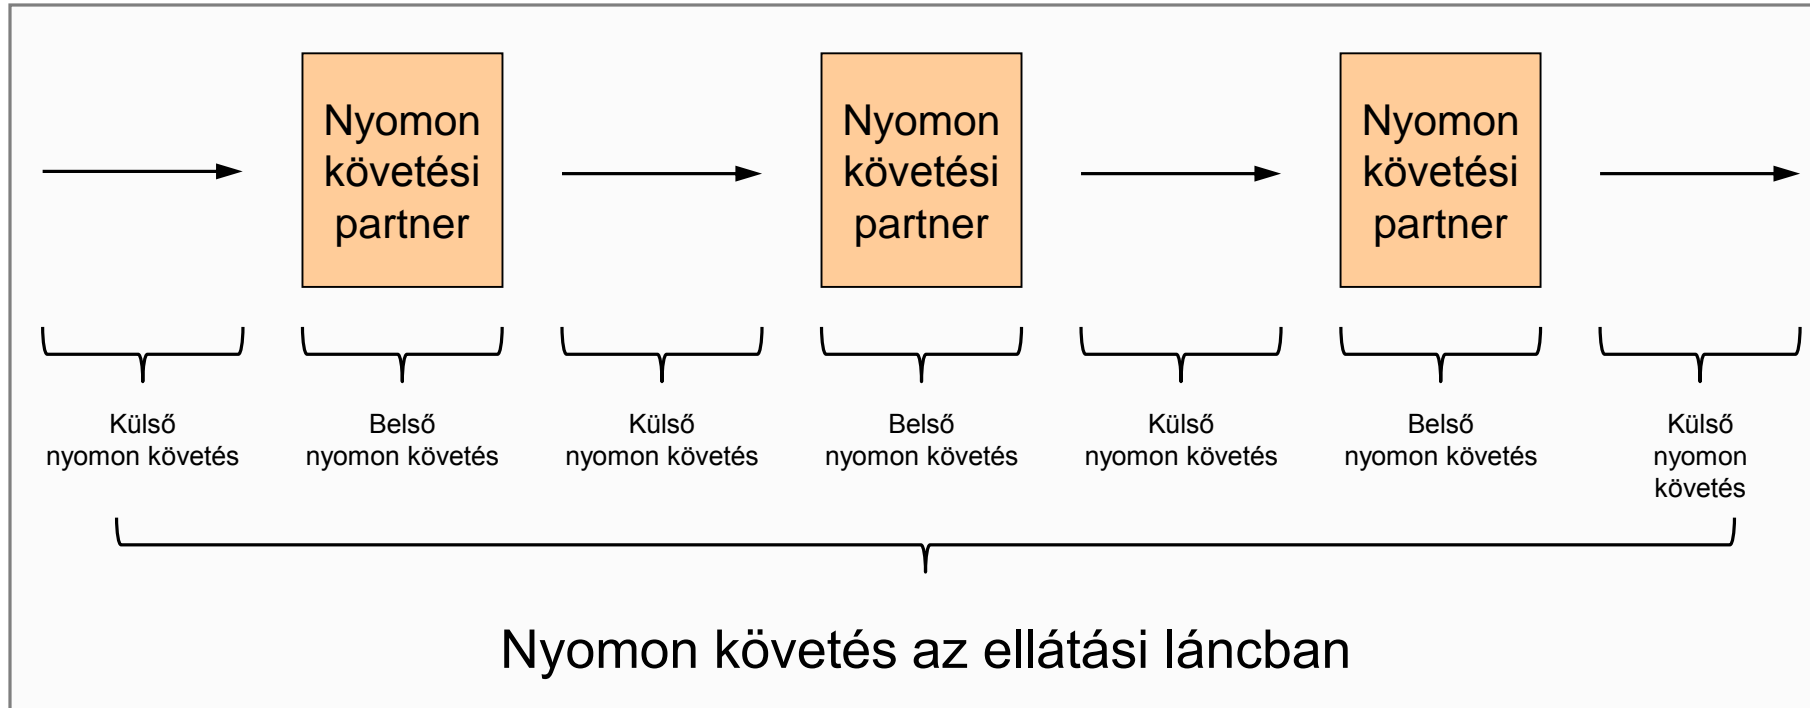 Nyomon
követési
partner
Nyomon
követési
partner
Nyomon
követési
partner
Külső
nyomon követés
Belső
nyomon követés
Külső
nyomon követés
Belső
nyomon követés
Külső
nyomon követés
Belső
nyomon követés
Külső
nyomon
követés
Nyomon követés az ellátási láncban